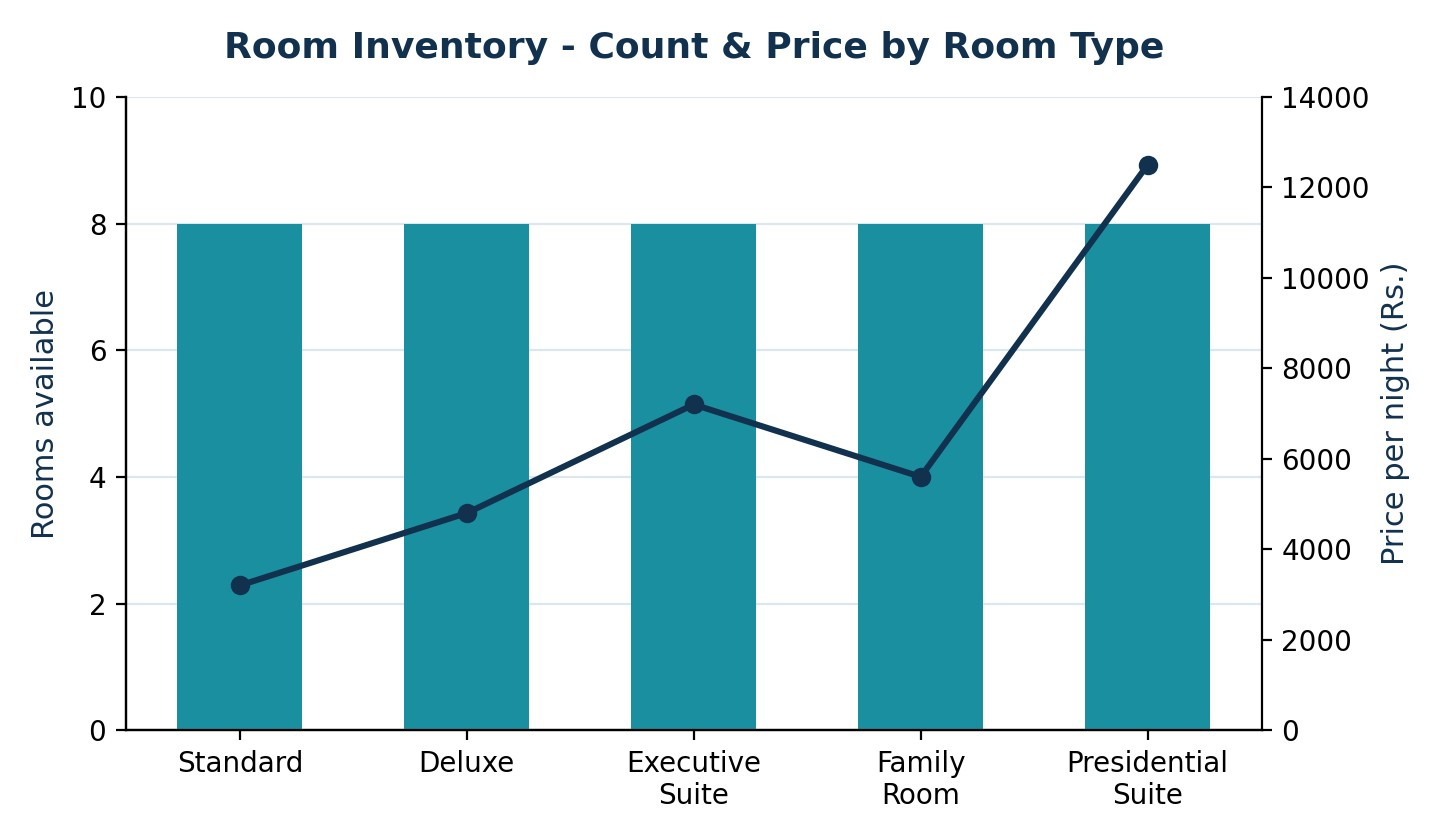 Room Inventory - Count & Price by Room Type
Rooms available
10
8
6
4
2
0
14000
12000
10000
8000
6000
4000
2000
0
Price per night (Rs.)
Standard
Deluxe
Executive
Suite
Family
Room
Presidential
Suite